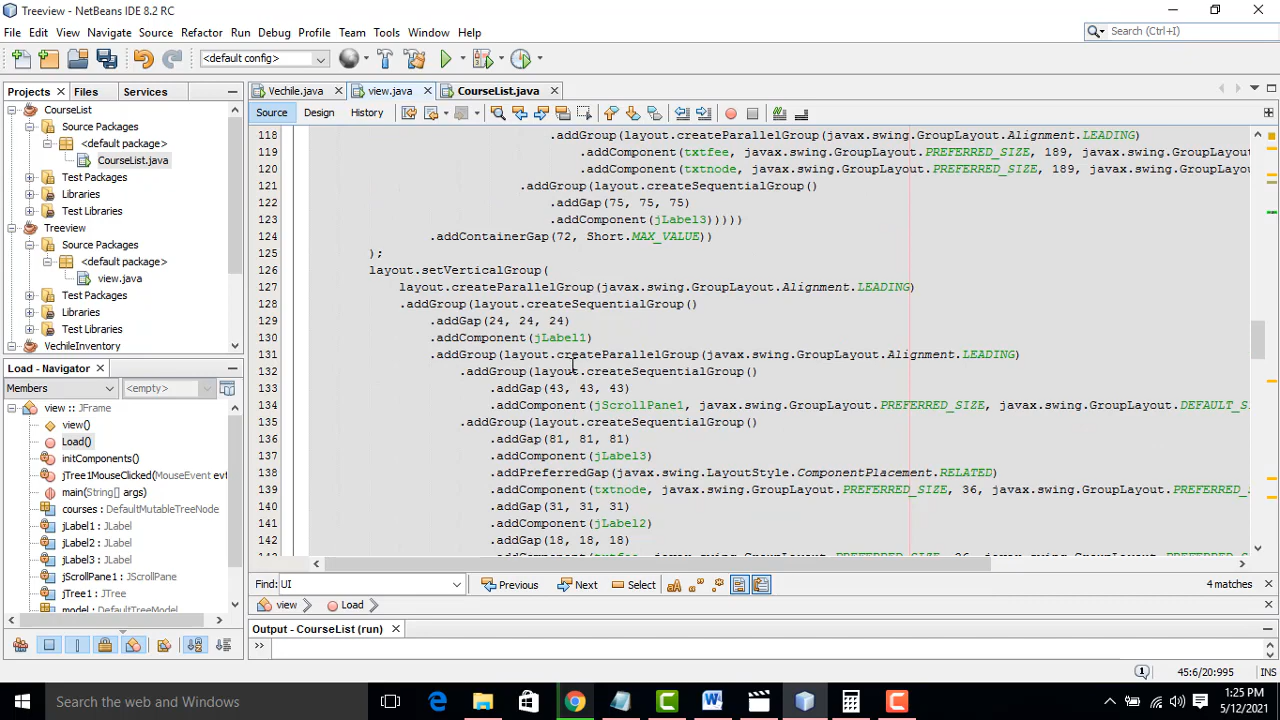 Treeview - NetBeans IDE 8.2 RC
File Edit View Navigate Source Refactor Run Debug Profile Team Tools Window Help
Search (Ctrl+I)
<default config>
Projects Files Services
Vechile.java view.java CourseList.java
Source Design History
CourseList
Source Packages
<default package>
CourseList.java
Test Packages
Libraries
Test Libraries
Treeview
Source Packages
<default package>
view.java
Test Packages
Libraries
Test Libraries
VechileInventory
Load - Navigator
Members <empty>
view :: JFrame
view()
Load()
initComponents()
jTree1MouseClicked(MouseEvent evt
main(String[] args)
courses : DefaultMutableTreeNode
jLabel1 : JLabel
jLabel2 : JLabel
jLabel3 : JLabel
jScrollPane1 : JScrollPane
jTree1 : JTree
model : DefaultTreeModel
118 .addGroup(layout.createParallelGroup(javax.swing.GroupLayout.Alignment.LEADING)
119 .addComponent(txtfee, javax.swing.GroupLayout.PREFERRED_SIZE, 189, javax.swing.GroupLayou
120 .addComponent(txtnode, javax.swing.GroupLayout.PREFERRED_SIZE, 189, javax.swing.GroupLayo
121 .addGroup(layout.createSequentialGroup()
122 .addGap(75, 75, 75)
123 .addComponent(jLabel3)))))
124 .addContainerGap(72, Short.MAX_VALUE))
125 );
126 layout.setVerticalGroup(
127 layout.createParallelGroup(javax.swing.GroupLayout.Alignment.LEADING)
128 .addGroup(layout.createSequentialGroup()
129 .addGap(24, 24, 24)
130 .addComponent(jLabel1)
131 .addGroup(layout.createParallelGroup(javax.swing.GroupLayout.Alignment.LEADING)
132 .addGroup(layout.createSequentialGroup()
133 .addGap(43, 43, 43)
134 .addComponent(jScrollPane1, javax.swing.GroupLayout.PREFERRED_SIZE, javax.swing.GroupLayout.DEFAULT_S
135 .addGroup(layout.createSequentialGroup()
136 .addGap(81, 81, 81)
137 .addComponent(jLabel3)
138 .addPreferredGap(javax.swing.LayoutStyle.ComponentPlacement.RELATED)
139 .addComponent(txtnode, javax.swing.GroupLayout.PREFERRED_SIZE, 36, javax.swing.GroupLayout.PREFERRED_S
140 .addGap(31, 31, 31)
141 .addComponent(jLabel2)
142 .addGap(18, 18, 18)
Find: UI Previous Next Select 4 matches
view Load
Output - CourseList (run)
>>
1 45:6/20:995 INS
Search the web and Windows
1:25 PM
5/12/2021